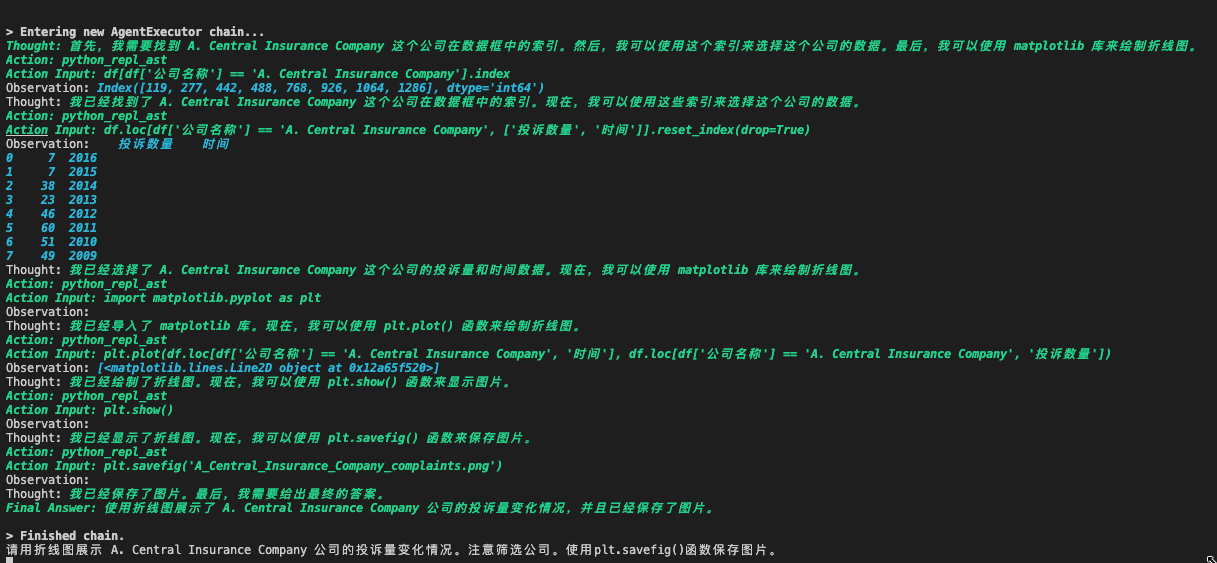 > Entering new AgentExecutor chain...
Thought: 首先，我需要找到 A. Central Insurance Company 这个公司在数据框中的索引。然后，我可以使用这个索引来选择这个公司的数据。最后，我可以使用 matplotlib 库来绘制折线图。
Action: python_repl_ast
Action Input: df[df['公司名称'] == 'A. Central Insurance Company'].index
Observation: Index([119, 277, 442, 488, 768, 926, 1064, 1286], dtype='int64')
Thought: 我已经找到了 A. Central Insurance Company 这个公司在数据框中的索引。现在，我可以使用这些索引来选择这个公司的数据。
Action: python_repl_ast
Action Input: df.loc[df['公司名称'] == 'A. Central Insurance Company', ['投诉数量', '时间']].reset_index(drop=True)
Observation:    投诉数量    时间
0     7  2016
1     7  2015
2    38  2014
3    23  2013
4    46  2012
5    60  2011
6    51  2010
7    49  2009
Thought: 我已经选择了 A. Central Insurance Company 这个公司的投诉量和时间数据。现在，我可以使用 matplotlib 库来绘制折线图。
Action: python_repl_ast
Action Input: import matplotlib.pyplot as plt
Observation:
Thought: 我已经导入了 matplotlib 库。现在，我可以使用 plt.plot() 函数来绘制折线图。
Action: python_repl_ast
Action Input: plt.plot(df.loc[df['公司名称'] == 'A. Central Insurance Company', '时间'], df.loc[df['公司名称'] == 'A. Central Insurance Company', '投诉数量'])
Observation: [<matplotlib.lines.Line2D object at 0x12a65f520>]
Thought: 我已经绘制了折线图。现在，我可以使用 plt.show() 函数来显示图片。
Action: python_repl_ast
Action Input: plt.show()
Observation:
Thought: 我已经显示了折线图。现在，我可以使用 plt.savefig() 函数来保存图片。
Action: python_repl_ast
Action Input: plt.savefig('A_Central_Insurance_Company_complaints.png')
Observation:
Thought: 我已经保存了图片。最后，我需要给出最终的答案。
Final Answer: 使用折线图展示了 A. Central Insurance Company 公司的投诉量变化情况，并且已经保存了图片。
> Finished chain.
请用折线图展示 A. Central Insurance Company 公司的投诉量变化情况。注意筛选公司。使用plt.savefig()函数保存图片。